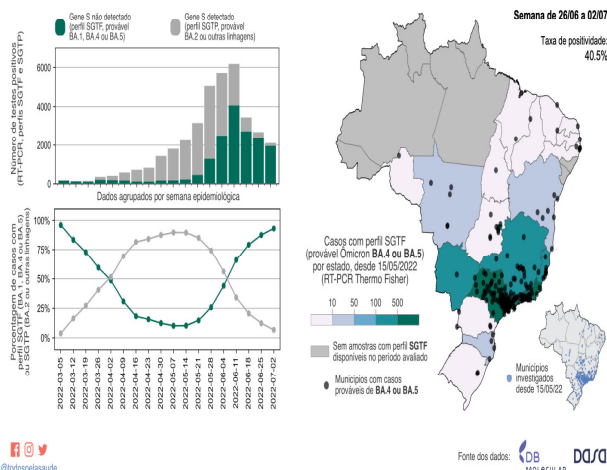 Gene S não detectado
(perfil SGTF, provável
BA.1, BA.4 ou BA.5)
Gene S detectado
(perfil SGTP, provável
BA.2 ou outras linhagens)
Número de testes positivos
(RT-PCR, perfis SGTF e SGTP)
6000
4000
2000
0
Dados agrupados por semana epidemiológica
Porcentagem de casos com
perfil SGTF (BA.1, BA.4 ou BA.5)
ou SGTP (BA.2 ou outras linhagens)
100%
75%
50%
25%
0%
2022-03-05
2022-03-12
2022-03-19
2022-03-26
2022-04-02
2022-04-09
2022-04-16
2022-04-23
2022-04-30
2022-05-07
2022-05-14
2022-05-21
2022-05-28
2022-06-04
2022-06-11
2022-06-18
2022-06-25
2022-07-02
Semana de 26/06 a 02/07
Taxa de positividade:
40.5%
Casos com perfil SGTF
(provável Ômicron BA.4 ou BA.5)
por estado, desde 15/05/2022
(RT-PCR Thermo Fisher)
10 50 100 500
Sem amostras com perfil SGTF
disponíveis no período avaliado
Municípios com casos
prováveis de BA.4 ou BA.5
Municípios
investigados
desde 15/05/22
@todospelasaude
Fonte dos dados:
DB
MOLECULAR
DASA